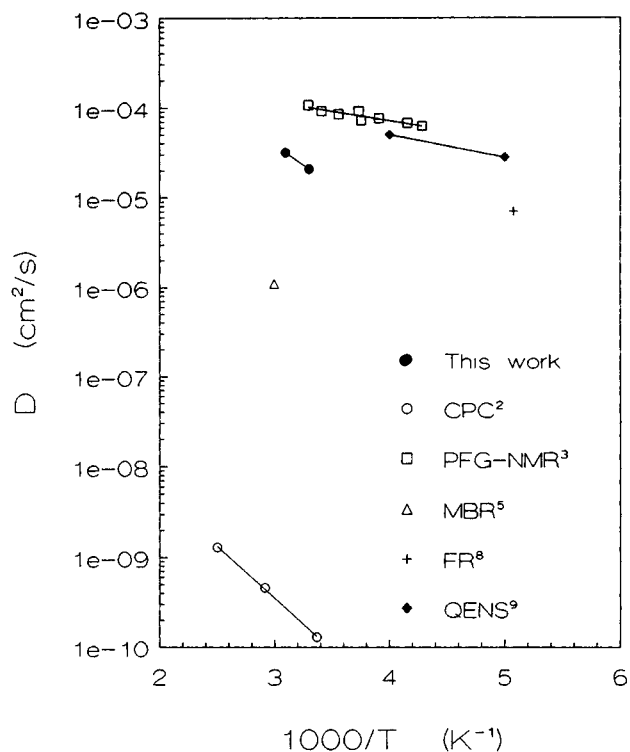 1e-03
1e-04
1e-05
1e-06
1e-07
1e-08
1e-09
1e-10
D (cm²/s)
This work
CPC²
PFG-NMR³
MBR⁵
FR⁸
QENS⁹
2 3 4 5 6
1000/T (K⁻¹)